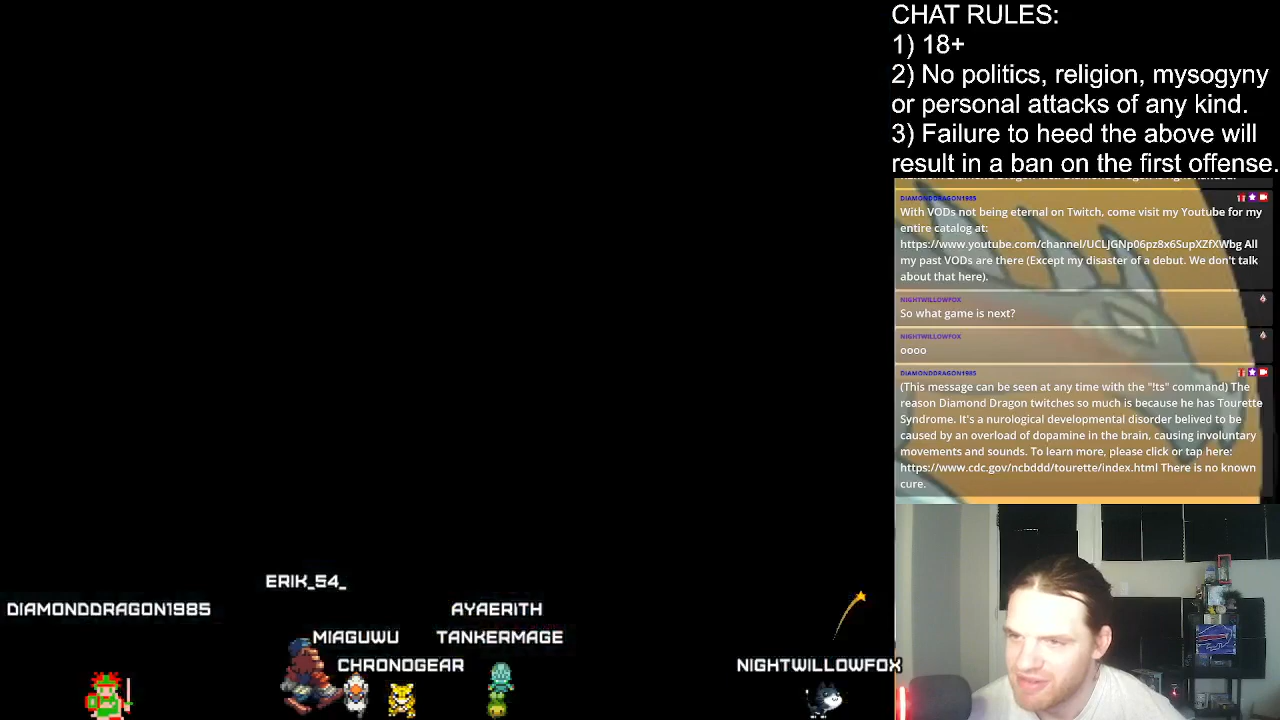 CHAT RULES:
1) 18+
2) No politics, religion, mysogyny
or personal attacks of any kind.
3) Failure to heed the above will
result in a ban on the first offense.
DIAMONDDRAGON1985
With VODs not being eternal on Twitch, come visit my Youtube for my
entire catalog at:
https://www.youtube.com/channel/UCLJGNp06pz8x6SupXZfXWbg All
my past VODs are there (Except my disaster of a debut. We don't talk
about that here).
NIGHTWILLOWFOX
So what game is next?
NIGHTWILLOWFOX
oooo
DIAMONDDRAGON1985
(This message can be seen at any time with the "!ts" command) The
reason Diamond Dragon twitches so much is because he has Tourette
Syndrome. It's a nurological developmental disorder belived to be
caused by an overload of dopamine in the brain, causing involuntary
movements and sounds. To learn more, please click or tap here:
https://www.cdc.gov/ncbddd/tourette/index.html There is no known
cure.
ERIK_54_
DIAMONDDRAGON1985
AYAERITH
MIAGUWU
TANKERMAGE
CHRONOGEAR
NIGHTWILLOWFOX